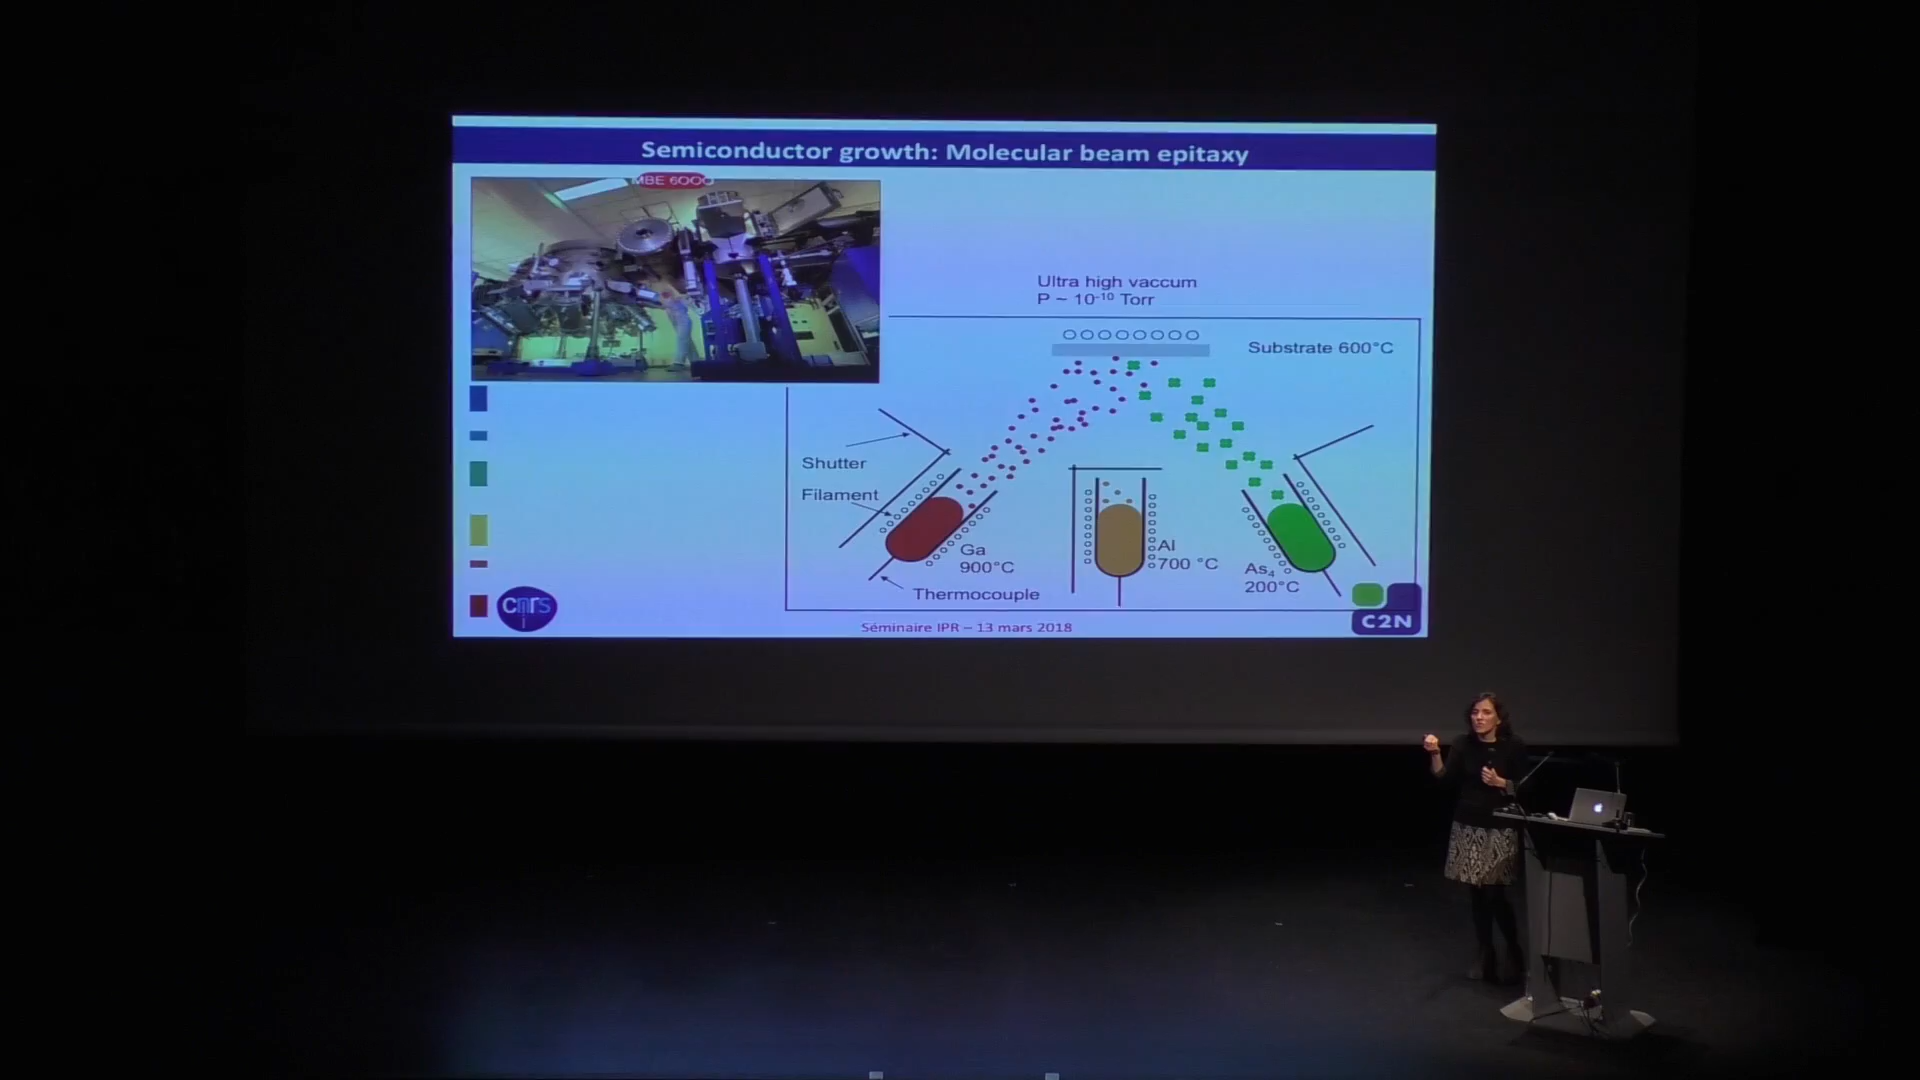 Semiconductor growth: Molecular beam epitaxy
MBE 6000
Ultra high vaccum
P ~ 10⁻¹⁰ Torr
Substrate 600°C
Shutter
Filament
Ga
900°C
Al
700 °C
As₄
200°C
Thermocouple
cnrs
C2N
Séminaire IPR – 13 mars 2018